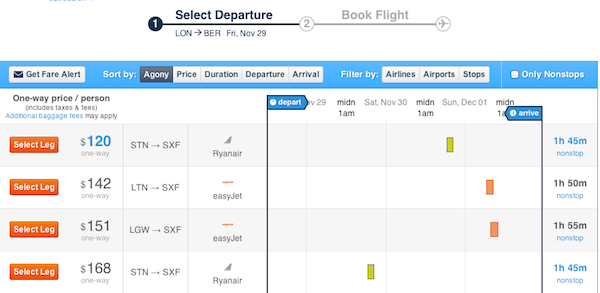 1 Select Departure
LON → BER Fri, Nov 29
2 Book Flight
Get Fare Alert
Sort by: Agony Price Duration Departure Arrival
Filter by: Airlines Airports Stops
Only Nonstops
One-way price / person
(includes taxes & fees)
Additional baggage fees may apply
depart
29
midn
1am
Sat, Nov 30
midn
1am
Sun, Dec 01
midn
arrive
Select Leg
$120
one-way
STN → SXF
Ryanair
1h 45m
nonstop
Select Leg
$142
one-way
LTN → SXF
easyJet
1h 50m
nonstop
Select Leg
$151
one-way
LGW → SXF
easyJet
1h 55m
nonstop
Select Leg
$168
one-way
STN → SXF
Ryanair
1h 45m
nonstop